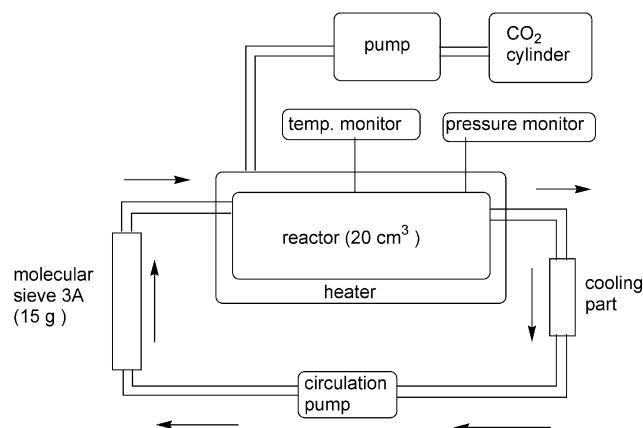 pump
CO₂
cylinder
temp. monitor
pressure monitor
reactor (20 cm³ )
heater
molecular
sieve 3A
(15 g )
cooling
part
circulation
pump